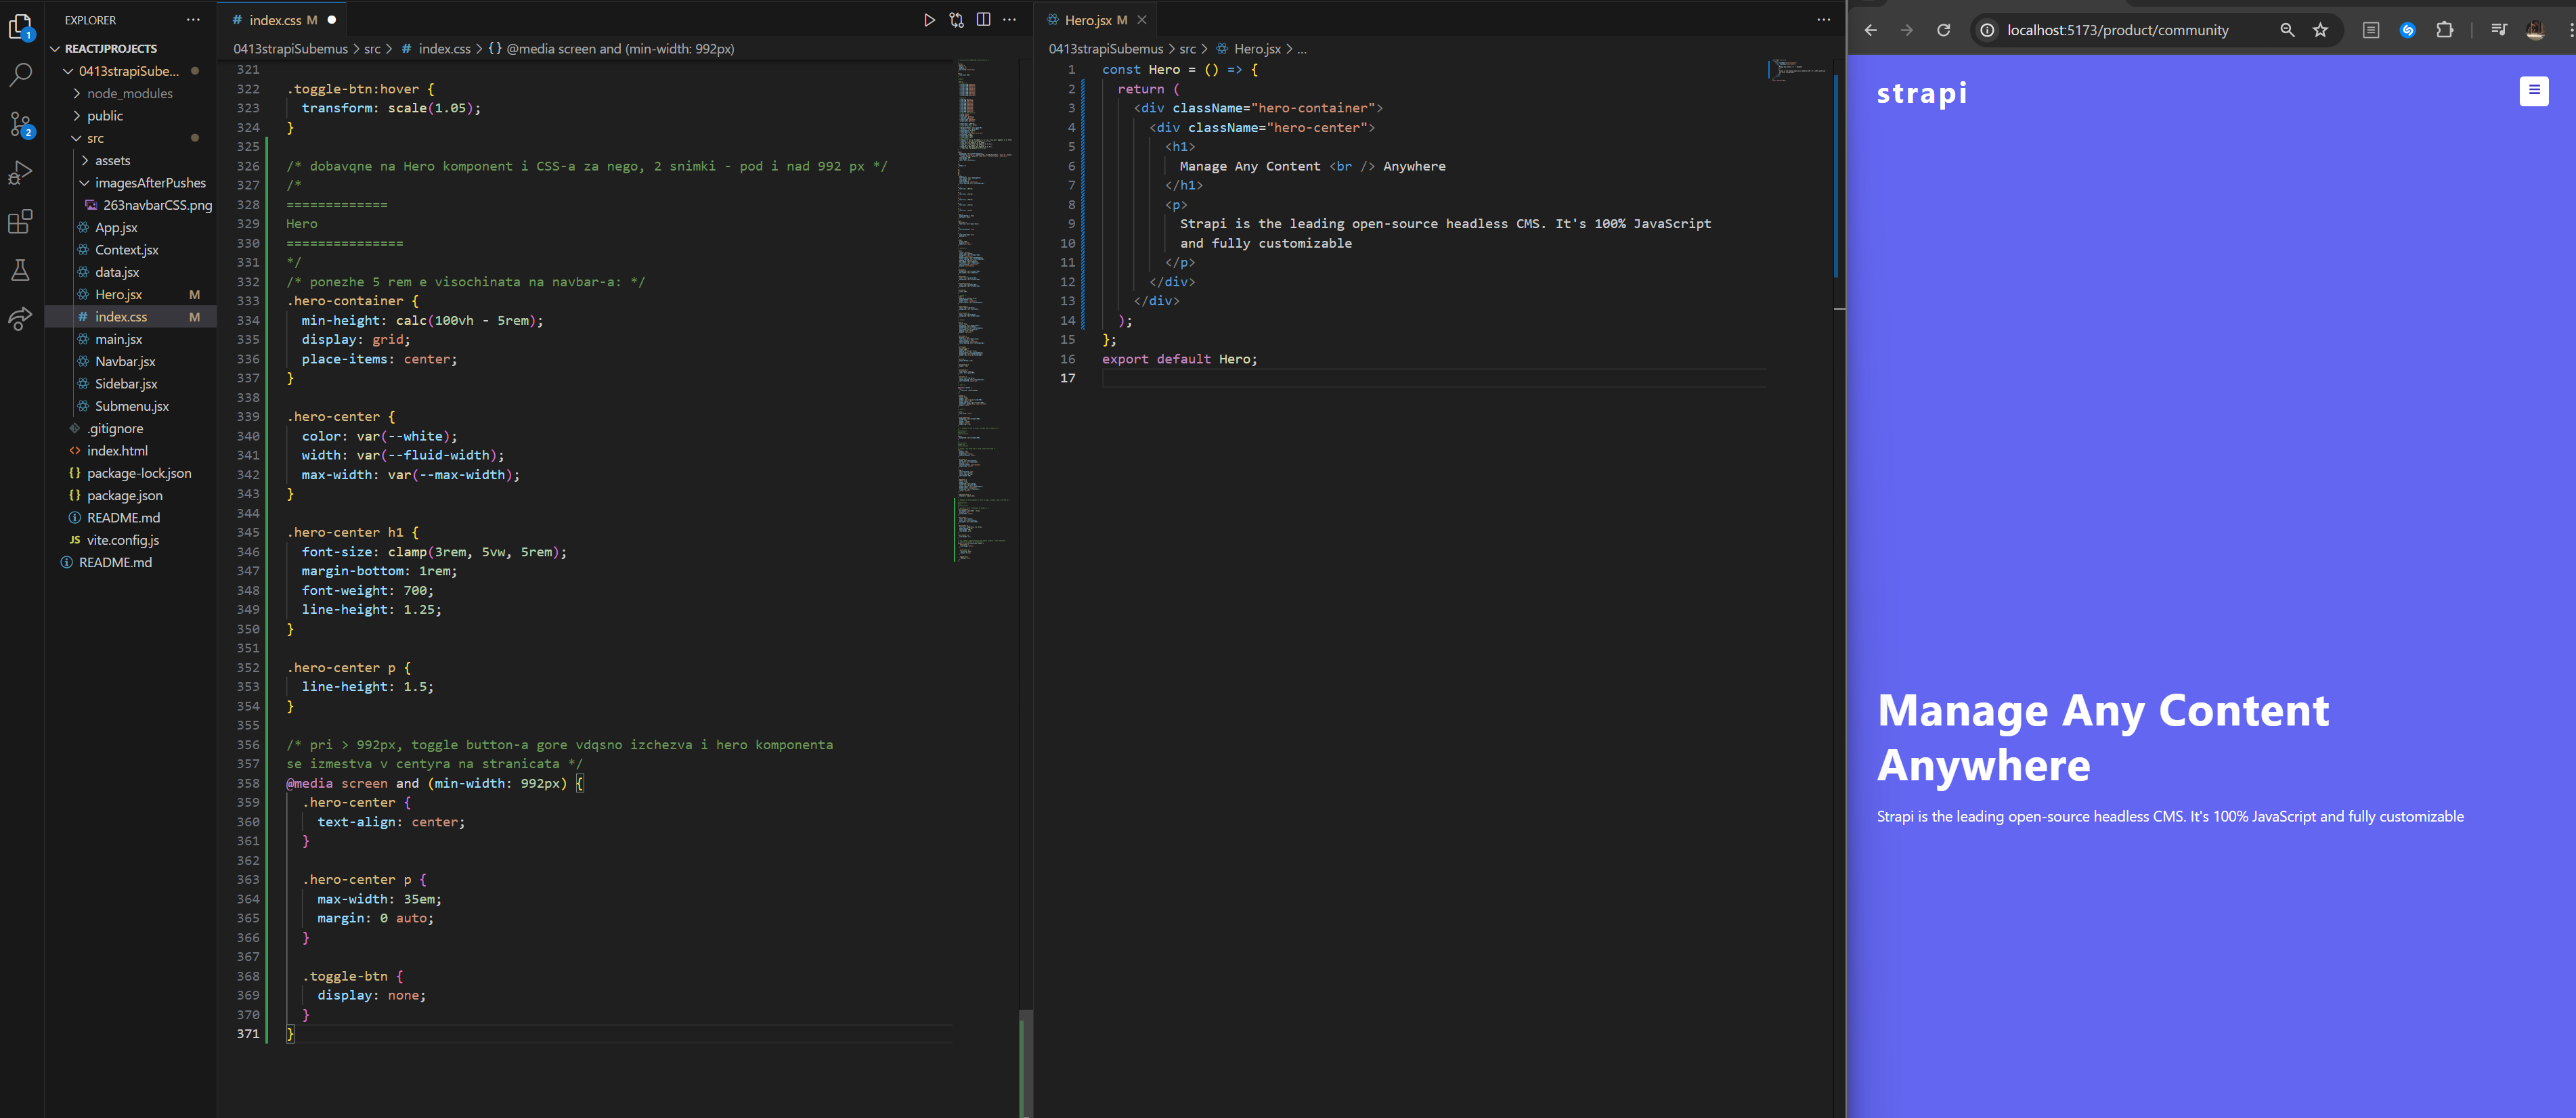 EXPLORER
REACTJPROJECTS
0413strapiSube...
node_modules
public
src
assets
imagesAfterPushes
263navbarCSS.png
App.jsx
Context.jsx
data.jsx
Hero.jsx M
index.css M
main.jsx
Navbar.jsx
Sidebar.jsx
Submenu.jsx
.gitignore
index.html
package-lock.json
package.json
README.md
vite.config.js
README.md
1
2
# index.css M
0413strapiSubemus > src > # index.css > {} @media screen and (min-width: 992px)
321
322 .toggle-btn:hover {
323 transform: scale(1.05);
324 }
325
326 /* dobavqne na Hero komponent i CSS-a za nego, 2 snimki - pod i nad 992 px */
327 /*
328 =============
329 Hero
330 ===============
331 */
332 /* ponezhe 5 rem e visochinata na navbar-a: */
333 .hero-container {
334 min-height: calc(100vh - 5rem);
335 display: grid;
336 place-items: center;
337 }
338
339 .hero-center {
340 color: var(--white);
341 width: var(--fluid-width);
342 max-width: var(--max-width);
343 }
344
345 .hero-center h1 {
346 font-size: clamp(3rem, 5vw, 5rem);
347 margin-bottom: 1rem;
348 font-weight: 700;
349 line-height: 1.25;
350 }
351
352 .hero-center p {
353 line-height: 1.5;
354 }
355
356 /* pri > 992px, toggle button-a gore vdqsno izchezva i hero komponenta
357 se izmestva v centyra na stranicata */
358 @media screen and (min-width: 992px) {
359 .hero-center {
360 text-align: center;
361 }
362
363 .hero-center p {
364 max-width: 35em;
365 margin: 0 auto;
366 }
367
368 .toggle-btn {
369 display: none;
370 }
371 }
Hero.jsx M
0413strapiSubemus > src > Hero.jsx > ...
1 const Hero = () => {
2 return (
3 <div className="hero-container">
4 <div className="hero-center">
5 <h1>
6 Manage Any Content <br /> Anywhere
7 </h1>
8 <p>
9 Strapi is the leading open-source headless CMS. It's 100% JavaScript
10 and fully customizable
11 </p>
12 </div>
13 </div>
14 );
15 };
16 export default Hero;
17
localhost:5173/product/community
strapi
Manage Any Content
Anywhere
Strapi is the leading open-source headless CMS. It's 100% JavaScript and fully customizable